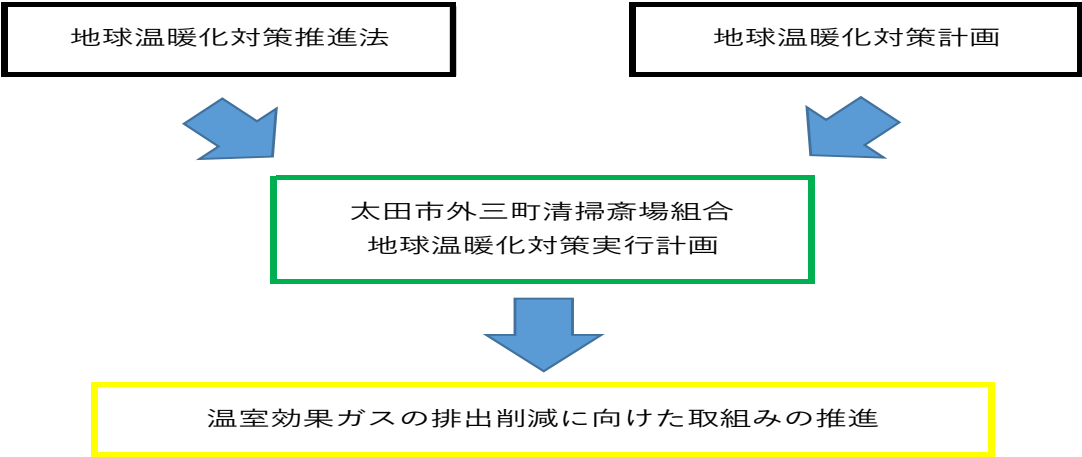 地球温暖化対策推進法
地球温暖化対策計画
太田市外三町清掃斎場組合
地球温暖化対策実行計画
温室効果ガスの排出削減に向けた取組みの推進